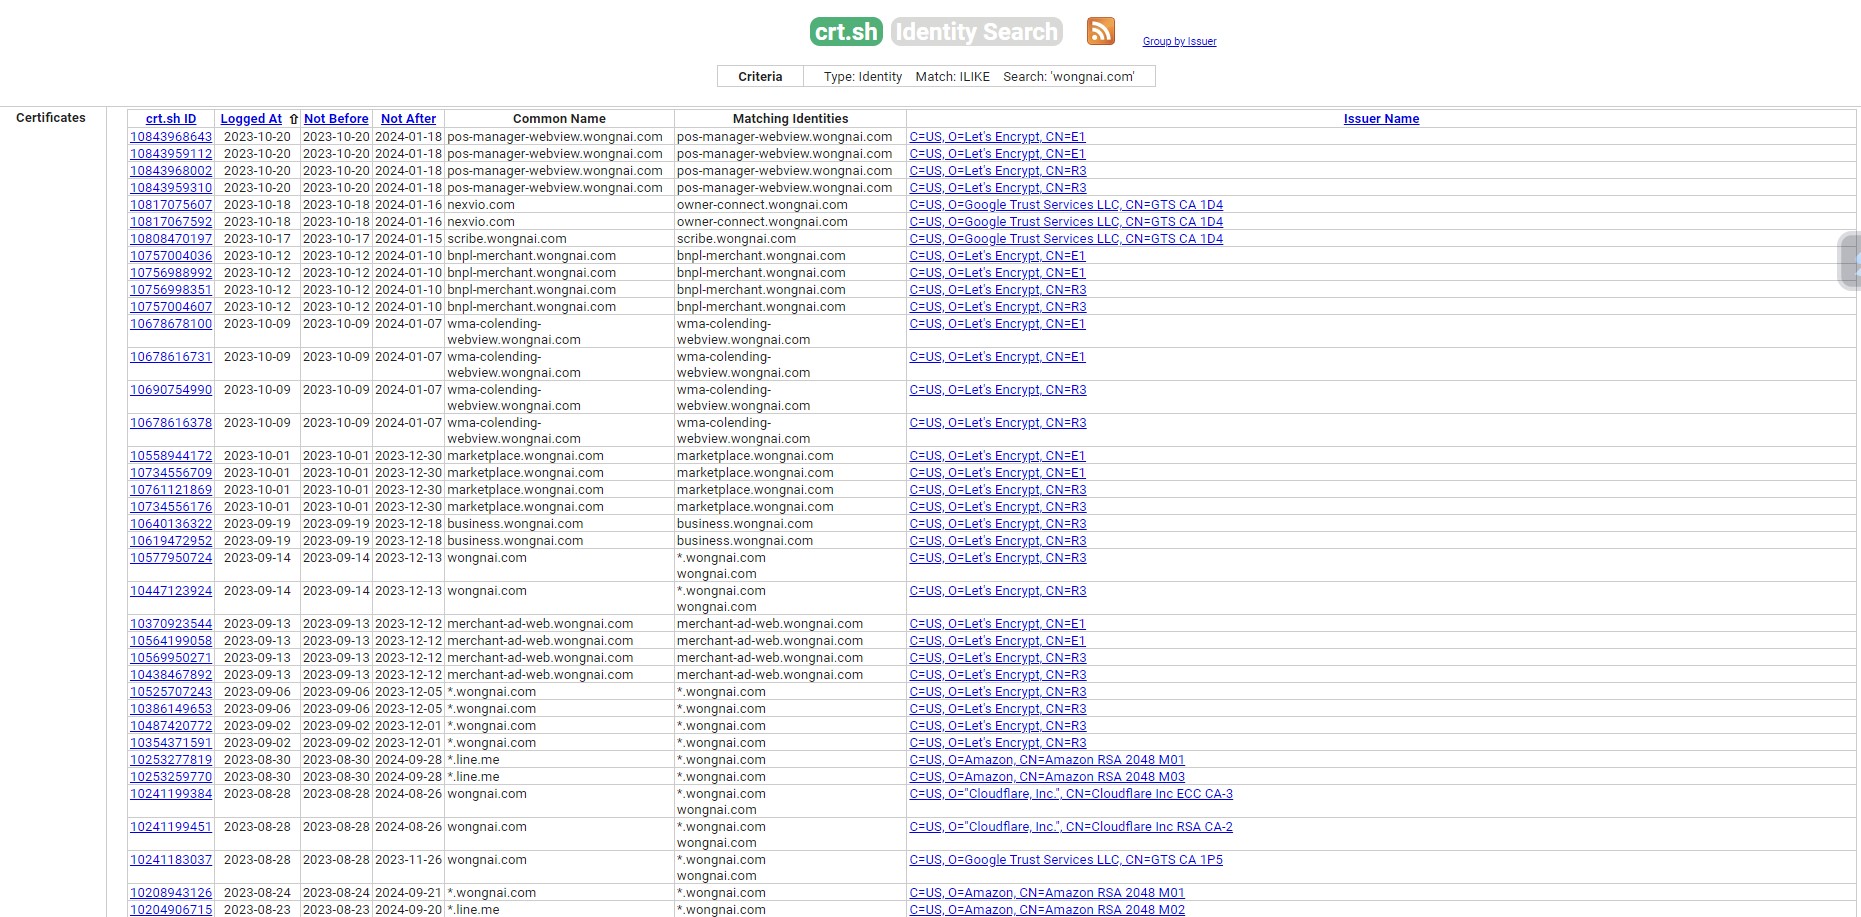 crt.sh Identity Search Group by Issuer
Criteria Type: Identity Match: ILIKE Search: 'wongnai.com'
Certificates crt.sh ID Logged At ⇧ Not Before Not After Common Name Matching Identities Issuer Name
10843968643 2023-10-20 2023-10-20 2024-01-18 pos-manager-webview.wongnai.com pos-manager-webview.wongnai.com C=US, O=Let's Encrypt, CN=E1
10843959112 2023-10-20 2023-10-20 2024-01-18 pos-manager-webview.wongnai.com pos-manager-webview.wongnai.com C=US, O=Let's Encrypt, CN=E1
10843968002 2023-10-20 2023-10-20 2024-01-18 pos-manager-webview.wongnai.com pos-manager-webview.wongnai.com C=US, O=Let's Encrypt, CN=R3
10843959310 2023-10-20 2023-10-20 2024-01-18 pos-manager-webview.wongnai.com pos-manager-webview.wongnai.com C=US, O=Let's Encrypt, CN=R3
10817075607 2023-10-18 2023-10-18 2024-01-16 nexvio.com owner-connect.wongnai.com C=US, O=Google Trust Services LLC, CN=GTS CA 1D4
10817067592 2023-10-18 2023-10-18 2024-01-16 nexvio.com owner-connect.wongnai.com C=US, O=Google Trust Services LLC, CN=GTS CA 1D4
10808470197 2023-10-17 2023-10-17 2024-01-15 scribe.wongnai.com scribe.wongnai.com C=US, O=Google Trust Services LLC, CN=GTS CA 1D4
10757004036 2023-10-12 2023-10-12 2024-01-10 bnpl-merchant.wongnai.com bnpl-merchant.wongnai.com C=US, O=Let's Encrypt, CN=E1
10756988992 2023-10-12 2023-10-12 2024-01-10 bnpl-merchant.wongnai.com bnpl-merchant.wongnai.com C=US, O=Let's Encrypt, CN=E1
10756998351 2023-10-12 2023-10-12 2024-01-10 bnpl-merchant.wongnai.com bnpl-merchant.wongnai.com C=US, O=Let's Encrypt, CN=R3
10757004607 2023-10-12 2023-10-12 2024-01-10 bnpl-merchant.wongnai.com bnpl-merchant.wongnai.com C=US, O=Let's Encrypt, CN=R3
10678678100 2023-10-09 2023-10-09 2024-01-07 wma-colending- wma-colending- C=US, O=Let's Encrypt, CN=E1
webview.wongnai.com webview.wongnai.com
10678616731 2023-10-09 2023-10-09 2024-01-07 wma-colending- wma-colending- C=US, O=Let's Encrypt, CN=E1
webview.wongnai.com webview.wongnai.com
10690754990 2023-10-09 2023-10-09 2024-01-07 wma-colending- wma-colending- C=US, O=Let's Encrypt, CN=R3
webview.wongnai.com webview.wongnai.com
10678616378 2023-10-09 2023-10-09 2024-01-07 wma-colending- wma-colending- C=US, O=Let's Encrypt, CN=R3
webview.wongnai.com webview.wongnai.com
10558944172 2023-10-01 2023-10-01 2023-12-30 marketplace.wongnai.com marketplace.wongnai.com C=US, O=Let's Encrypt, CN=E1
10734556709 2023-10-01 2023-10-01 2023-12-30 marketplace.wongnai.com marketplace.wongnai.com C=US, O=Let's Encrypt, CN=E1
10761121869 2023-10-01 2023-10-01 2023-12-30 marketplace.wongnai.com marketplace.wongnai.com C=US, O=Let's Encrypt, CN=R3
10734556176 2023-10-01 2023-10-01 2023-12-30 marketplace.wongnai.com marketplace.wongnai.com C=US, O=Let's Encrypt, CN=R3
10640136322 2023-09-19 2023-09-19 2023-12-18 business.wongnai.com business.wongnai.com C=US, O=Let's Encrypt, CN=R3
10619472952 2023-09-19 2023-09-19 2023-12-18 business.wongnai.com business.wongnai.com C=US, O=Let's Encrypt, CN=R3
10577950724 2023-09-14 2023-09-14 2023-12-13 wongnai.com *.wongnai.com C=US, O=Let's Encrypt, CN=R3
wongnai.com
10447123924 2023-09-14 2023-09-14 2023-12-13 wongnai.com *.wongnai.com C=US, O=Let's Encrypt, CN=R3
wongnai.com
10370923544 2023-09-13 2023-09-13 2023-12-12 merchant-ad-web.wongnai.com merchant-ad-web.wongnai.com C=US, O=Let's Encrypt, CN=E1
10564199058 2023-09-13 2023-09-13 2023-12-12 merchant-ad-web.wongnai.com merchant-ad-web.wongnai.com C=US, O=Let's Encrypt, CN=E1
10569950271 2023-09-13 2023-09-13 2023-12-12 merchant-ad-web.wongnai.com merchant-ad-web.wongnai.com C=US, O=Let's Encrypt, CN=R3
10438467892 2023-09-13 2023-09-13 2023-12-12 merchant-ad-web.wongnai.com merchant-ad-web.wongnai.com C=US, O=Let's Encrypt, CN=R3
10525707243 2023-09-06 2023-09-06 2023-12-05 *.wongnai.com *.wongnai.com C=US, O=Let's Encrypt, CN=R3
10386149653 2023-09-06 2023-09-06 2023-12-05 *.wongnai.com *.wongnai.com C=US, O=Let's Encrypt, CN=R3
10487420772 2023-09-02 2023-09-02 2023-12-01 *.wongnai.com *.wongnai.com C=US, O=Let's Encrypt, CN=R3
10354371591 2023-09-02 2023-09-02 2023-12-01 *.wongnai.com *.wongnai.com C=US, O=Let's Encrypt, CN=R3
10253277819 2023-08-30 2023-08-30 2024-09-28 *.line.me *.wongnai.com C=US, O=Amazon, CN=Amazon RSA 2048 M01
10253259770 2023-08-30 2023-08-30 2024-09-28 *.line.me *.wongnai.com C=US, O=Amazon, CN=Amazon RSA 2048 M03
10241199384 2023-08-28 2023-08-28 2024-08-26 wongnai.com *.wongnai.com C=US, O="Cloudflare, Inc.", CN=Cloudflare Inc ECC CA-3
wongnai.com
10241199451 2023-08-28 2023-08-28 2024-08-26 wongnai.com *.wongnai.com C=US, O="Cloudflare, Inc.", CN=Cloudflare Inc RSA CA-2
wongnai.com
10241183037 2023-08-28 2023-08-28 2023-11-26 wongnai.com *.wongnai.com C=US, O=Google Trust Services LLC, CN=GTS CA 1P5
wongnai.com
10208943126 2023-08-24 2023-08-24 2024-09-21 *.wongnai.com *.wongnai.com C=US, O=Amazon, CN=Amazon RSA 2048 M01
10204906715 2023-08-23 2023-08-23 2024-09-20 *.line.me *.wongnai.com C=US, O=Amazon, CN=Amazon RSA 2048 M02